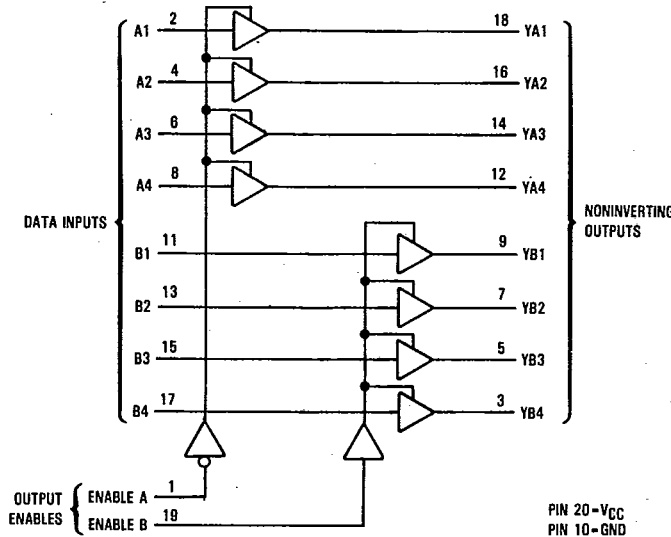 A1 2 18 YA1
A2 4 16 YA2
A3 6 14 YA3
A4 8 12 YA4
DATA INPUTS
NONINVERTING
OUTPUTS
B1 11 9 YB1
B2 13 7 YB2
B3 15 5 YB3
B4 17 3 YB4
OUTPUT
ENABLES
ENABLE A 1
ENABLE B 19
PIN 20=VCC
PIN 10=GND